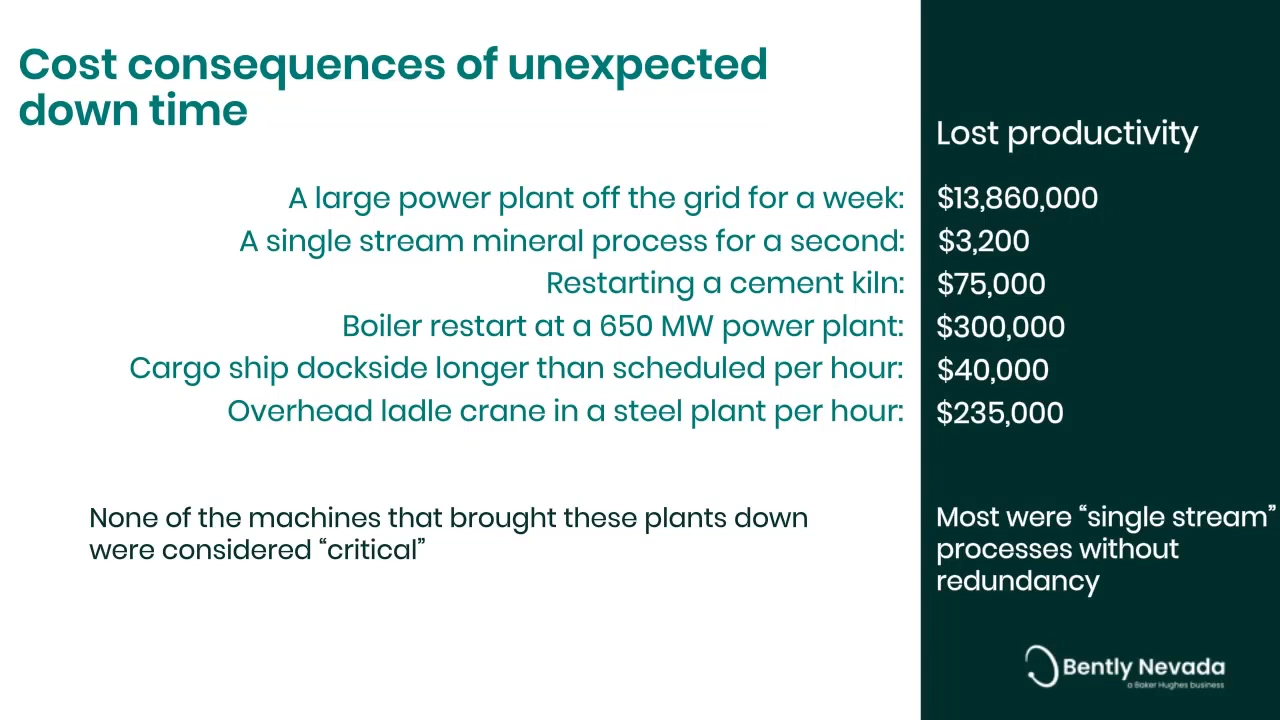 Cost consequences of unexpected
down time
Lost productivity
A large power plant off the grid for a week: $13,860,000
A single stream mineral process for a second: $3,200
Restarting a cement kiln: $75,000
Boiler restart at a 650 MW power plant: $300,000
Cargo ship dockside longer than scheduled per hour: $40,000
Overhead ladle crane in a steel plant per hour: $235,000
None of the machines that brought these plants down
were considered “critical”
Most were “single stream”
processes without
redundancy
Bently Nevada
a Baker Hughes business